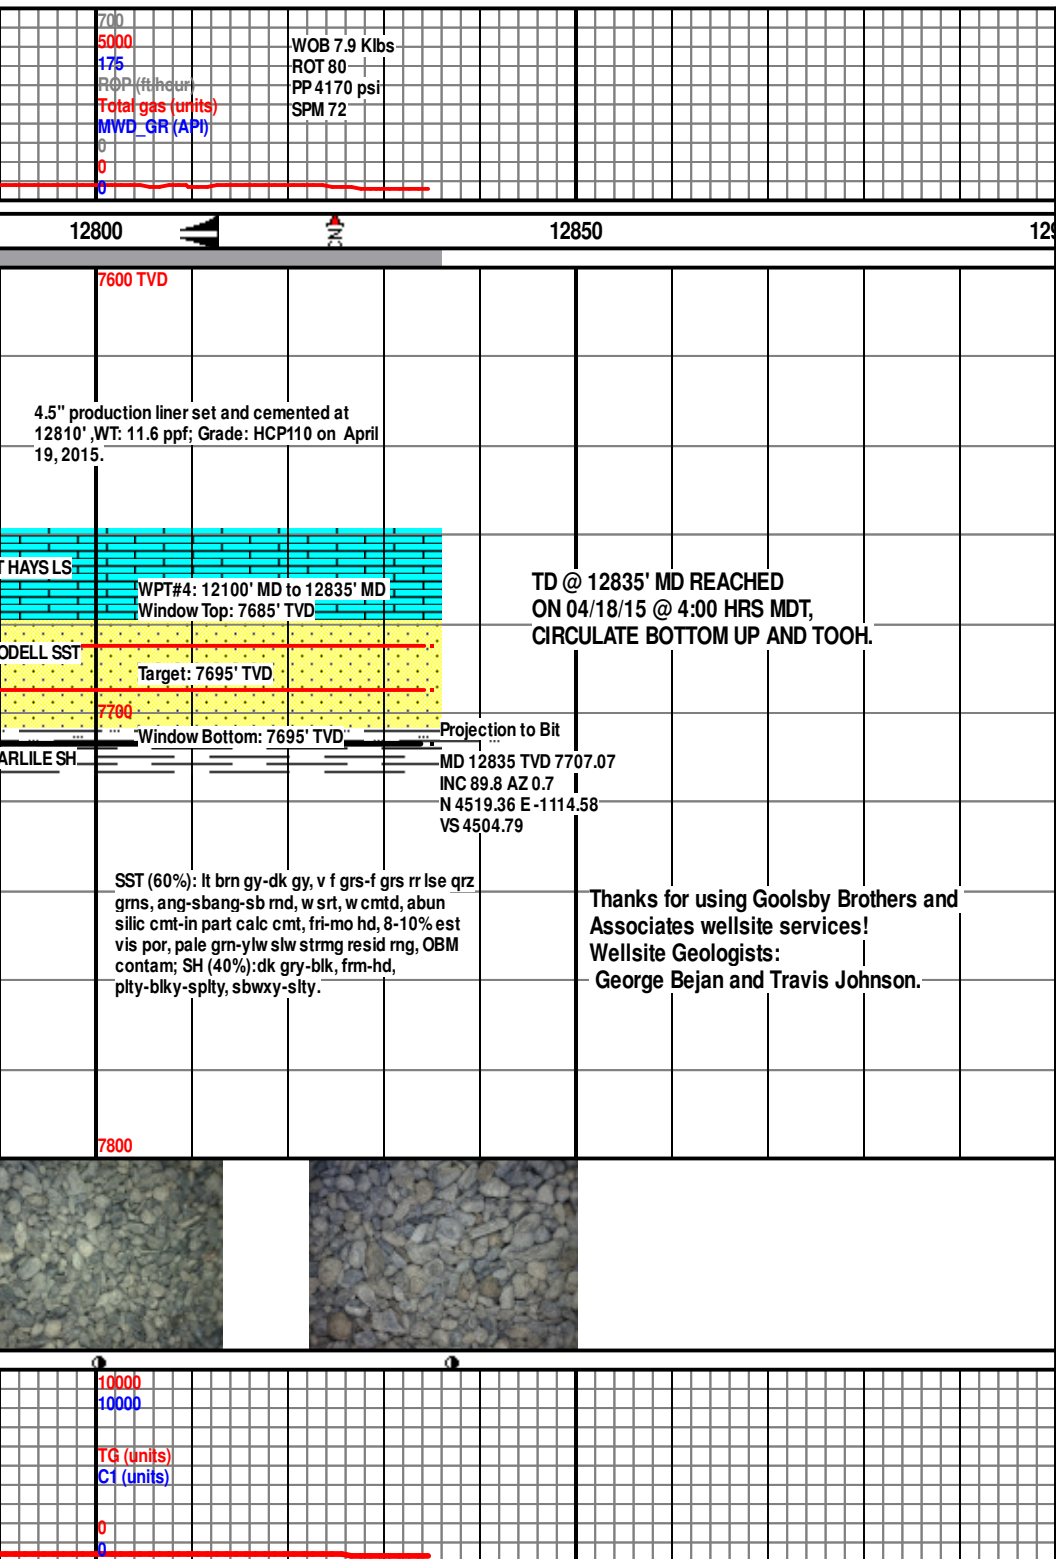 700
5000
175
ROP (ft/hour)
Total gas (units)
MWD_GR (API)
0
0
0
WOB 7.9 Klbs
ROT 80
PP 4170 psi
SPM 72
12800
CN
12850
129
7600 TVD
4.5" production liner set and cemented at
12810' ,WT: 11.6 ppf; Grade: HCP110 on April
19, 2015.
T HAYS LS
WPT#4: 12100' MD to 12835' MD
Window Top: 7685' TVD
ODELL SST
Target: 7695' TVD
7700
Window Bottom: 7695' TVD
ARLILE SH
TD @ 12835' MD REACHED
ON 04/18/15 @ 4:00 HRS MDT,
CIRCULATE BOTTOM UP AND TOOH.
Projection to Bit
MD 12835 TVD 7707.07
INC 89.8 AZ 0.7
N 4519.36 E -1114.58
VS 4504.79
SST (60%): lt brn gy-dk gy, v f grs-f grs rr lse qrz
grns, ang-sbang-sb rnd, w srt, w cmtd, abun
silic cmt-in part calc cmt, fri-mo hd, 8-10% est
vis por, pale grn-ylw slw strmg resid rng, OBM
contam; SH (40%):dk gry-blk, frm-hd,
plty-blky-splty, sbwxy-slty.
Thanks for using Goolsby Brothers and
Associates wellsite services!
Wellsite Geologists:
George Bejan and Travis Johnson.
7800
10000
10000
TG (units)
C1 (units)
0
0